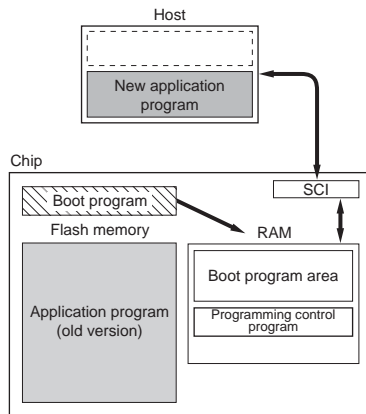 Host
New application
program
Chip
SCI
Boot program
Flash memory
RAM
Boot program area
Application program
(old version)
Programming control
program